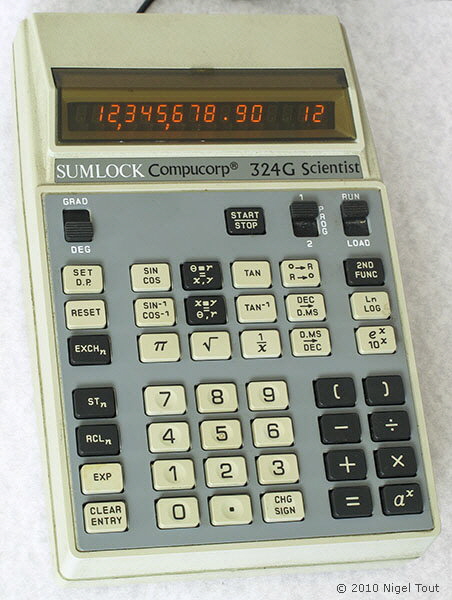 12,345,678.90 12
SUMLOCK Compucorp® 324G Scientist
GRAD
DEG
START
STOP
1
PROG
2
RUN
LOAD
SET
D.P.
SIN
COS
θ=r
x,y
TAN
O→R
R→O
2ND
FUNC
RESET
SIN⁻¹
COS⁻¹
x=r
θ,r
TAN⁻¹
DEC
D.MS
Ln
LOG
EXCHn
π
√
1/x
D.MS
DEC
eˣ
10ˣ
STn
7
8
9
(
)
RCLn
4
5
6
−
÷
EXP
1
2
3
+
×
CLEAR
ENTRY
0
.
CHG
SIGN
=
aˣ
© 2010 Nigel Tout